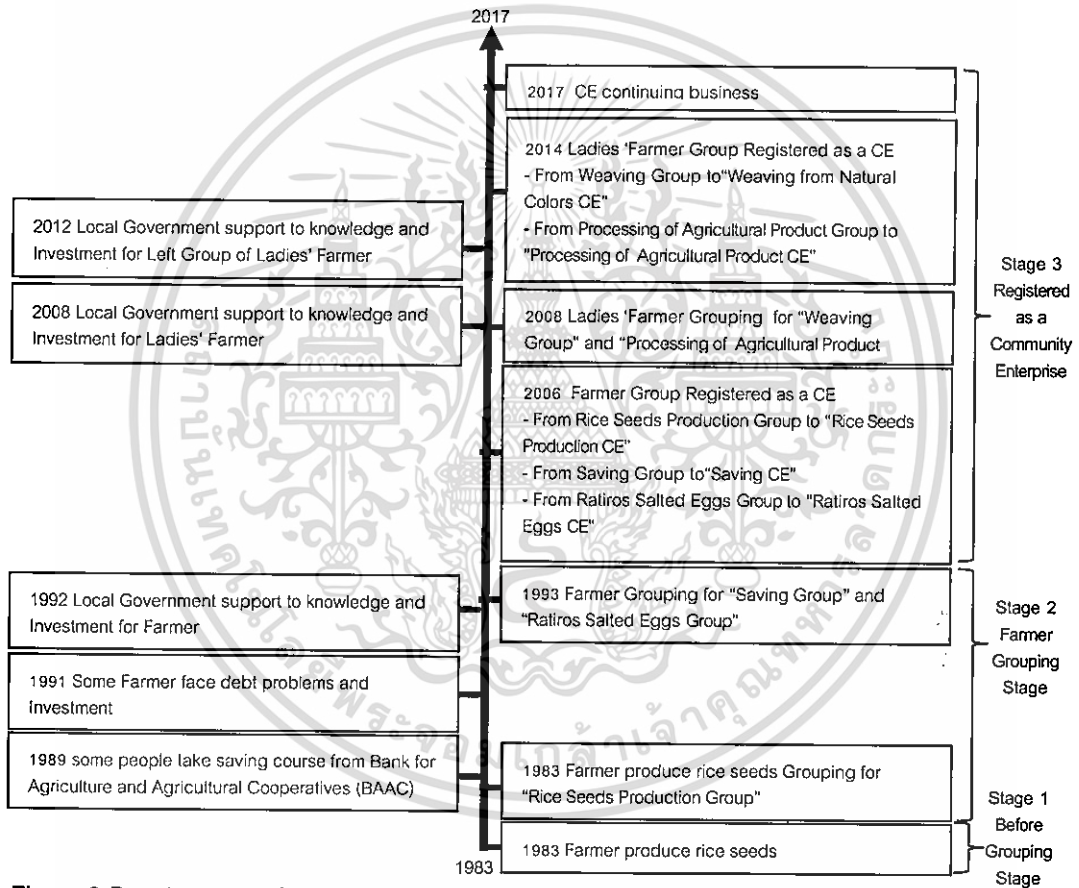 2017
2017 CE continuing business
2014 Ladies 'Farmer Group Registered as a CE
- From Weaving Group to"Weaving from Natural
Colors CE"
- From Processing of Agricultural Product Group to
"Processing of Agricultural Product CE"
2012 Local Government support to knowledge and
Investment for Left Group of Ladies' Farmer
2008 Local Government support to knowledge and
Investment for Ladies' Farmer
2008 Ladies 'Farmer Grouping for "Weaving
Group" and "Processing of Agricultural Product
2006 Farmer Group Registered as a CE
- From Rice Seeds Production Group to "Rice Seeds
Production CE"
- From Saving Group to"Saving CE"
- From Ratiros Salted Eggs Group to "Ratiros Salted
Eggs CE"
Stage 3
Registered
as a
Community
Enterprise
1992 Local Government support to knowledge and
Investment for Farmer
1993 Farmer Grouping for "Saving Group" and
"Ratiros Salted Eggs Group"
Stage 2
Farmer
Grouping
Stage
1991 Some Farmer face debt problems and
Investment
1989 some people lake saving course from Bank for
Agriculture and Agricultural Cooperatives (BAAC)
1983 Farmer produce rice seeds Grouping for
"Rice Seeds Production Group"
1983 Farmer produce rice seeds
Stage 1
Before
Grouping
Stage
1983